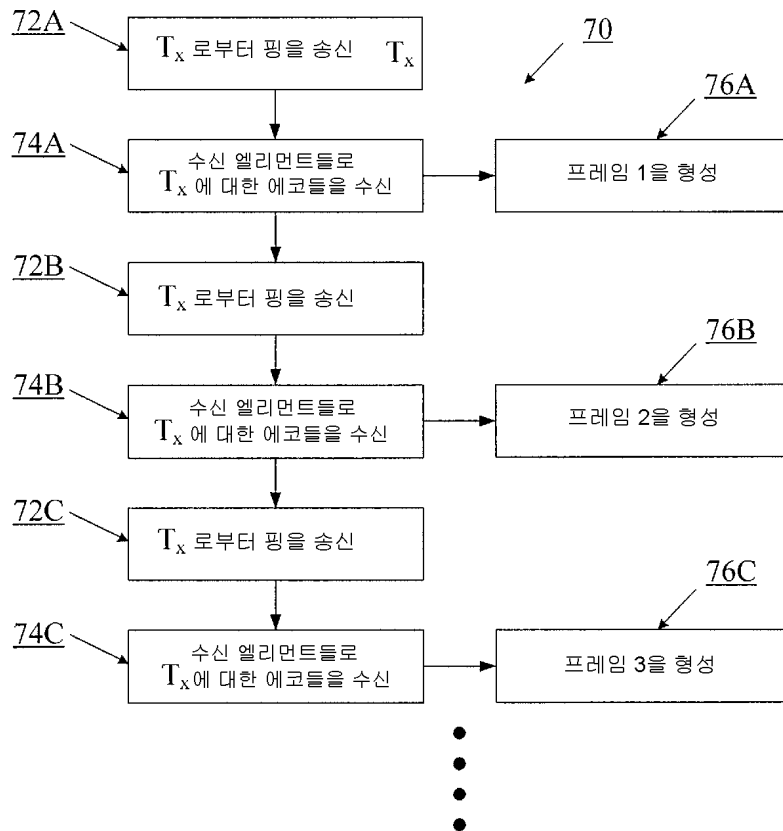 72A
Tx 로부터 핑을 송신 Tx
70
76A
74A
수신 엘리먼트들로
Tx 에 대한 에코들을 수신
프레임 1을 형성
72B
Tx 로부터 핑을 송신
76B
74B
수신 엘리먼트들로
Tx 에 대한 에코들을 수신
프레임 2을 형성
72C
Tx 로부터 핑을 송신
76C
74C
수신 엘리먼트들로
Tx 에 대한 에코들을 수신
프레임 3을 형성